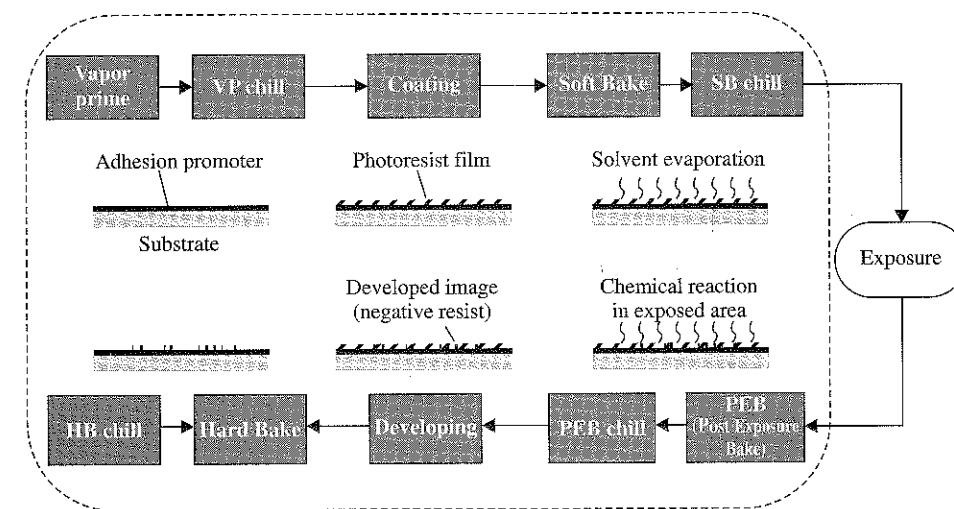 Vapor
prime
VP chill
Coating
Soft Bake
SB chill
Adhesion promoter
Photoresist film
Solvent evaporation
Substrate
Exposure
Developed image
(negative resist)
Chemical reaction
in exposed area
HB chill
Hard Bake
Developing
PEB chill
PEB
(Post Exposure
Bake)